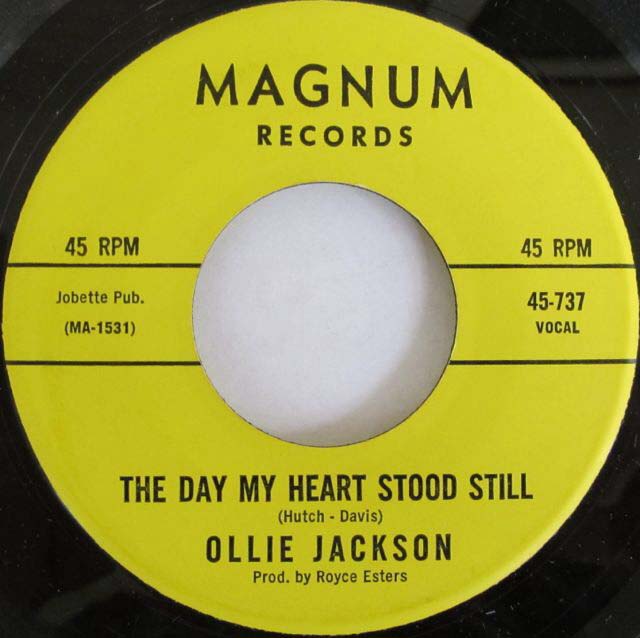 MAGNUM
RECORDS
45 RPM
45 RPM
Jobette Pub.
(MA-1531)
45-737
VOCAL
THE DAY MY HEART STOOD STILL
(Hutch - Davis)
OLLIE JACKSON
Prod. by Royce Esters